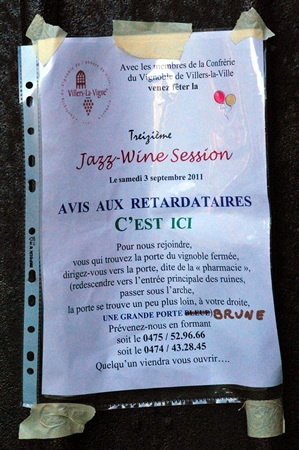 Avec les membres de la Confrérie
du Vignoble de Villers-la-Ville
venez fêter la
Villers-La-Vigne
Treizième
Jazz-Wine Session
Le samedi 3 septembre 2011
AVIS AUX RETARDATAIRES
C'EST ICI
Pour nous rejoindre,
vous qui trouvez la porte du vignoble fermée,
dirigez-vous vers la porte, dite de la « pharmacie »,
(redescendre vers l'entrée principale des ruines,
passer sous l'arche,
la porte se trouve un peu plus loin, à votre droite,
UNE GRANDE PORTE BLEUE) BRUNE
Prévenez-nous en formant
soit le 0475 / 52.96.66
soit le 0474 / 43.28.45
Quelqu'un viendra vous ouvrir….